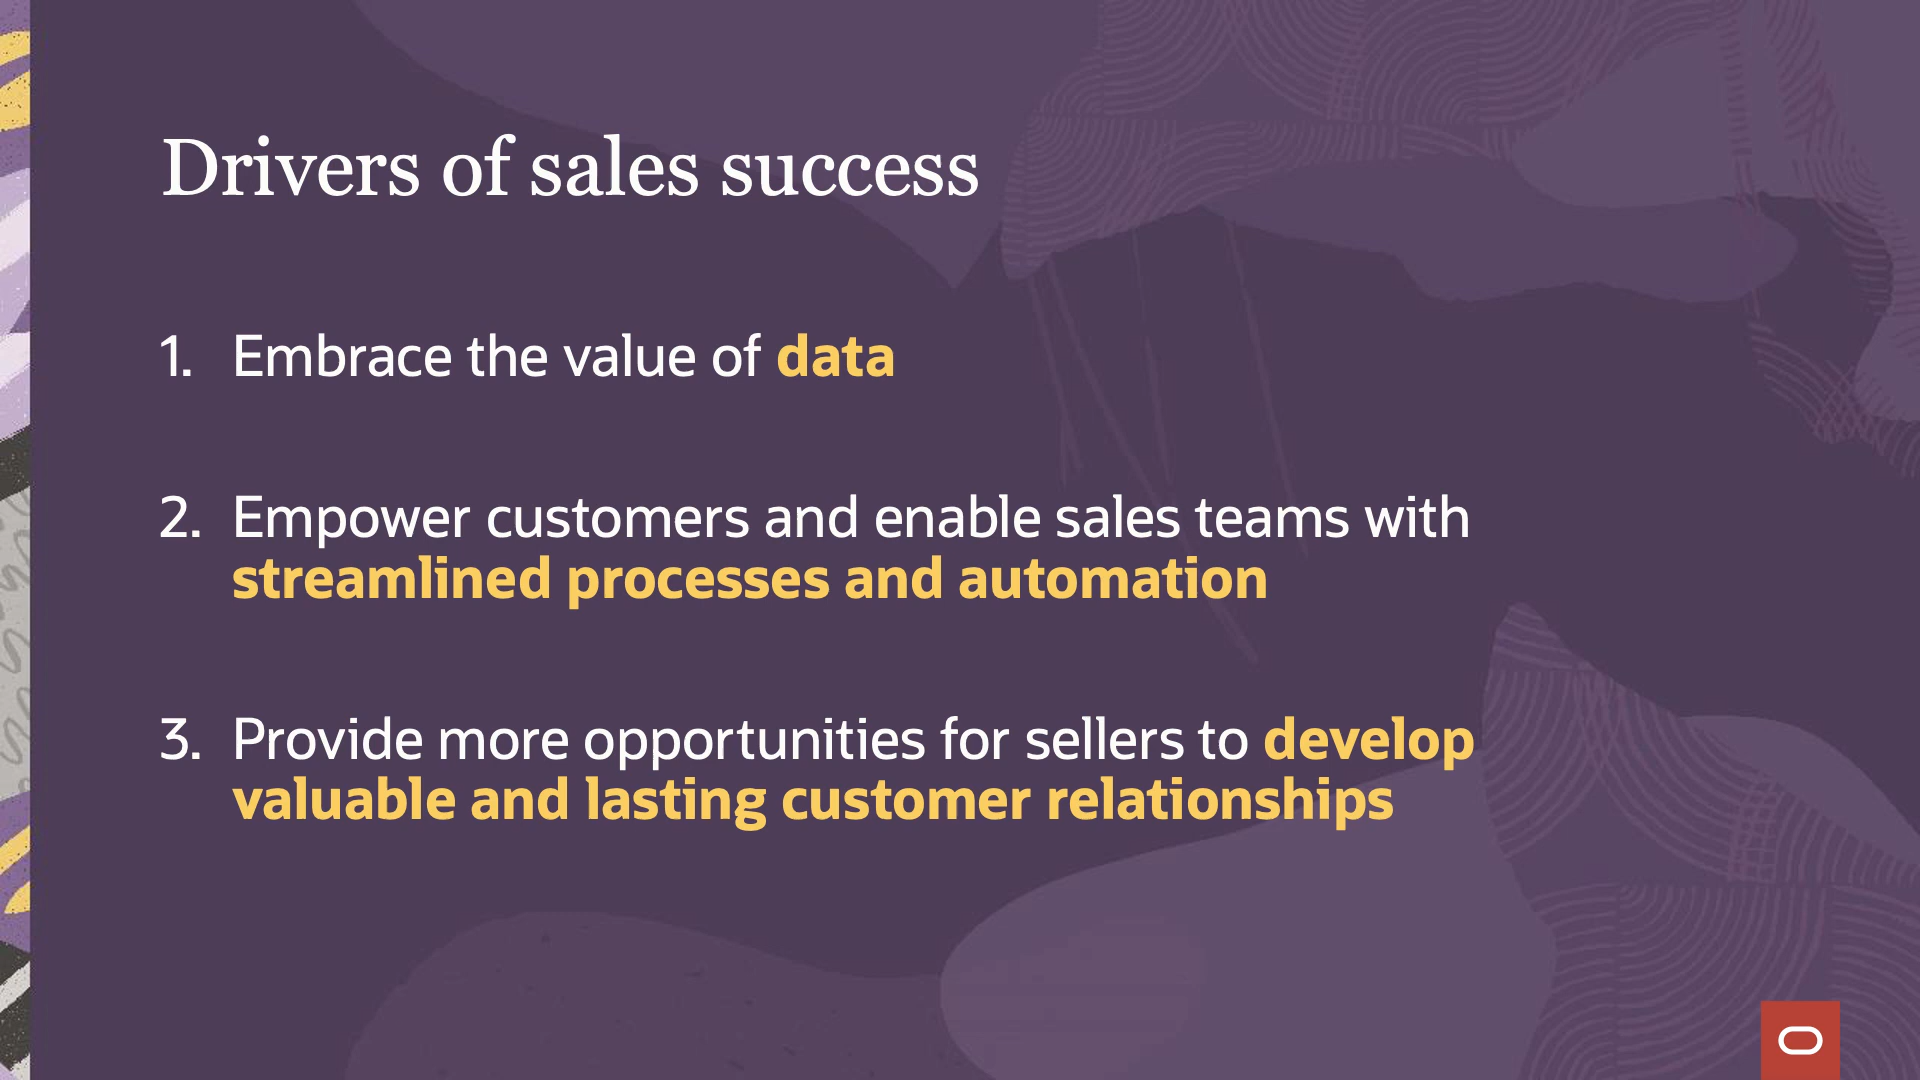 Drivers of sales success
1. Embrace the value of data
2. Empower customers and enable sales teams with
streamlined processes and automation
3. Provide more opportunities for sellers to develop
valuable and lasting customer relationships